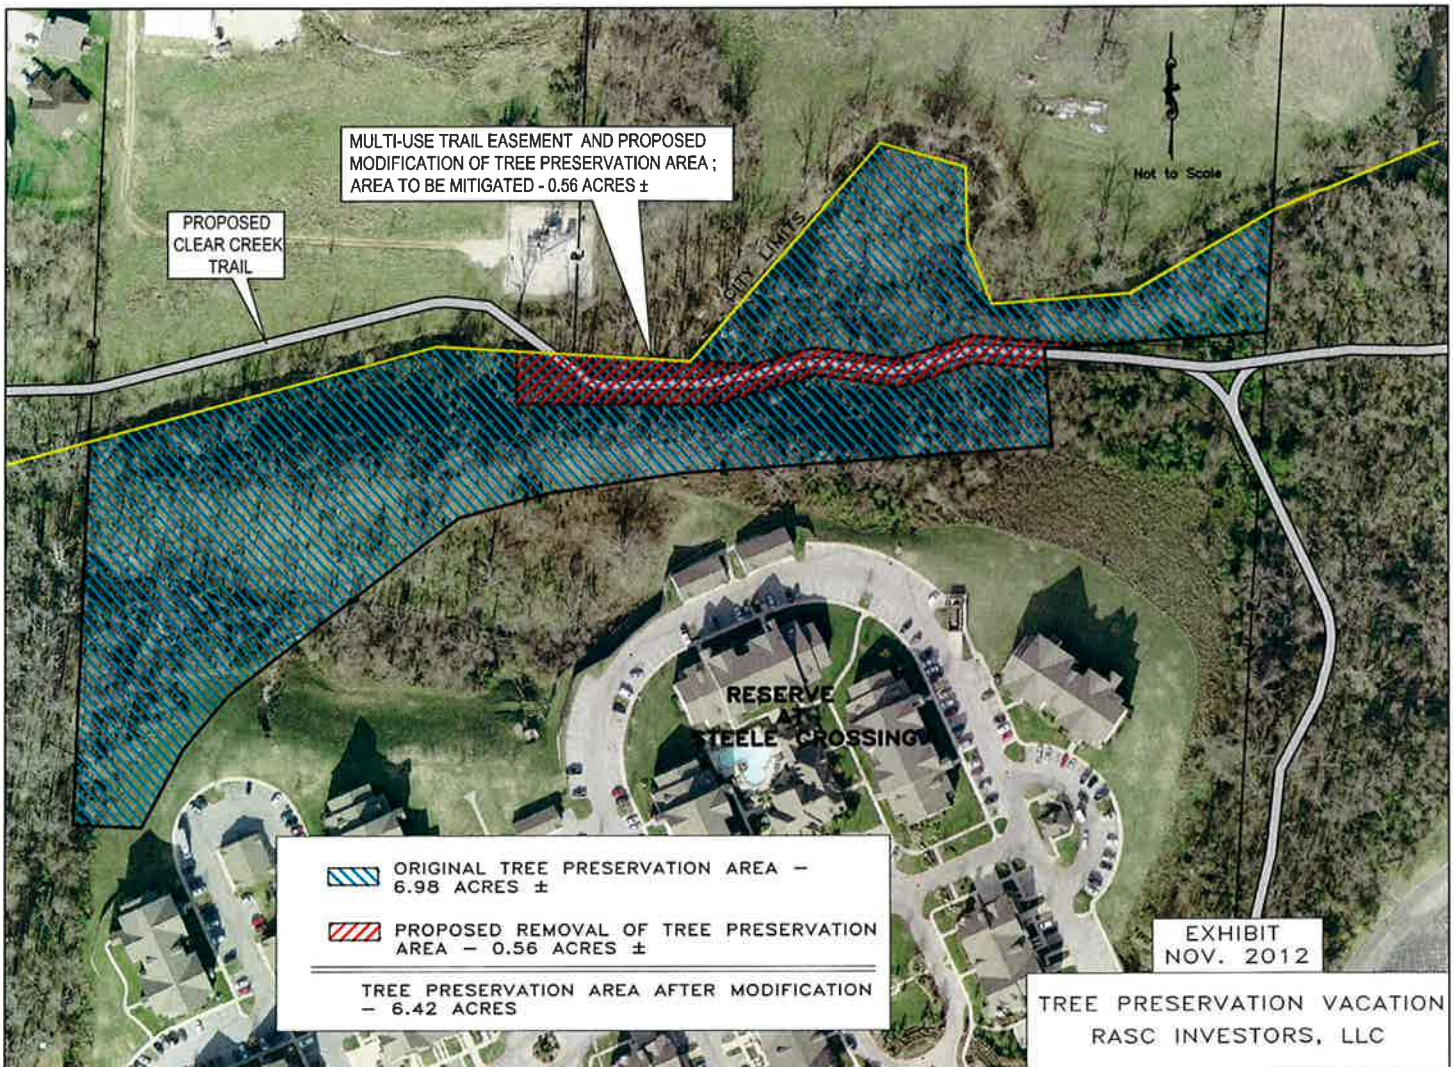 MULTI-USE TRAIL EASEMENT AND PROPOSED
MODIFICATION OF TREE PRESERVATION AREA ;
AREA TO BE MITIGATED - 0.56 ACRES ±
Not to Scale
PROPOSED
CLEAR CREEK
TRAIL
CITY LIMITS
RESERVE
AT
STEELE CROSSING
ORIGINAL TREE PRESERVATION AREA –
6.98 ACRES ±
PROPOSED REMOVAL OF TREE PRESERVATION
AREA – 0.56 ACRES ±
TREE PRESERVATION AREA AFTER MODIFICATION
– 6.42 ACRES
EXHIBIT
NOV. 2012
TREE PRESERVATION VACATION
RASC INVESTORS, LLC